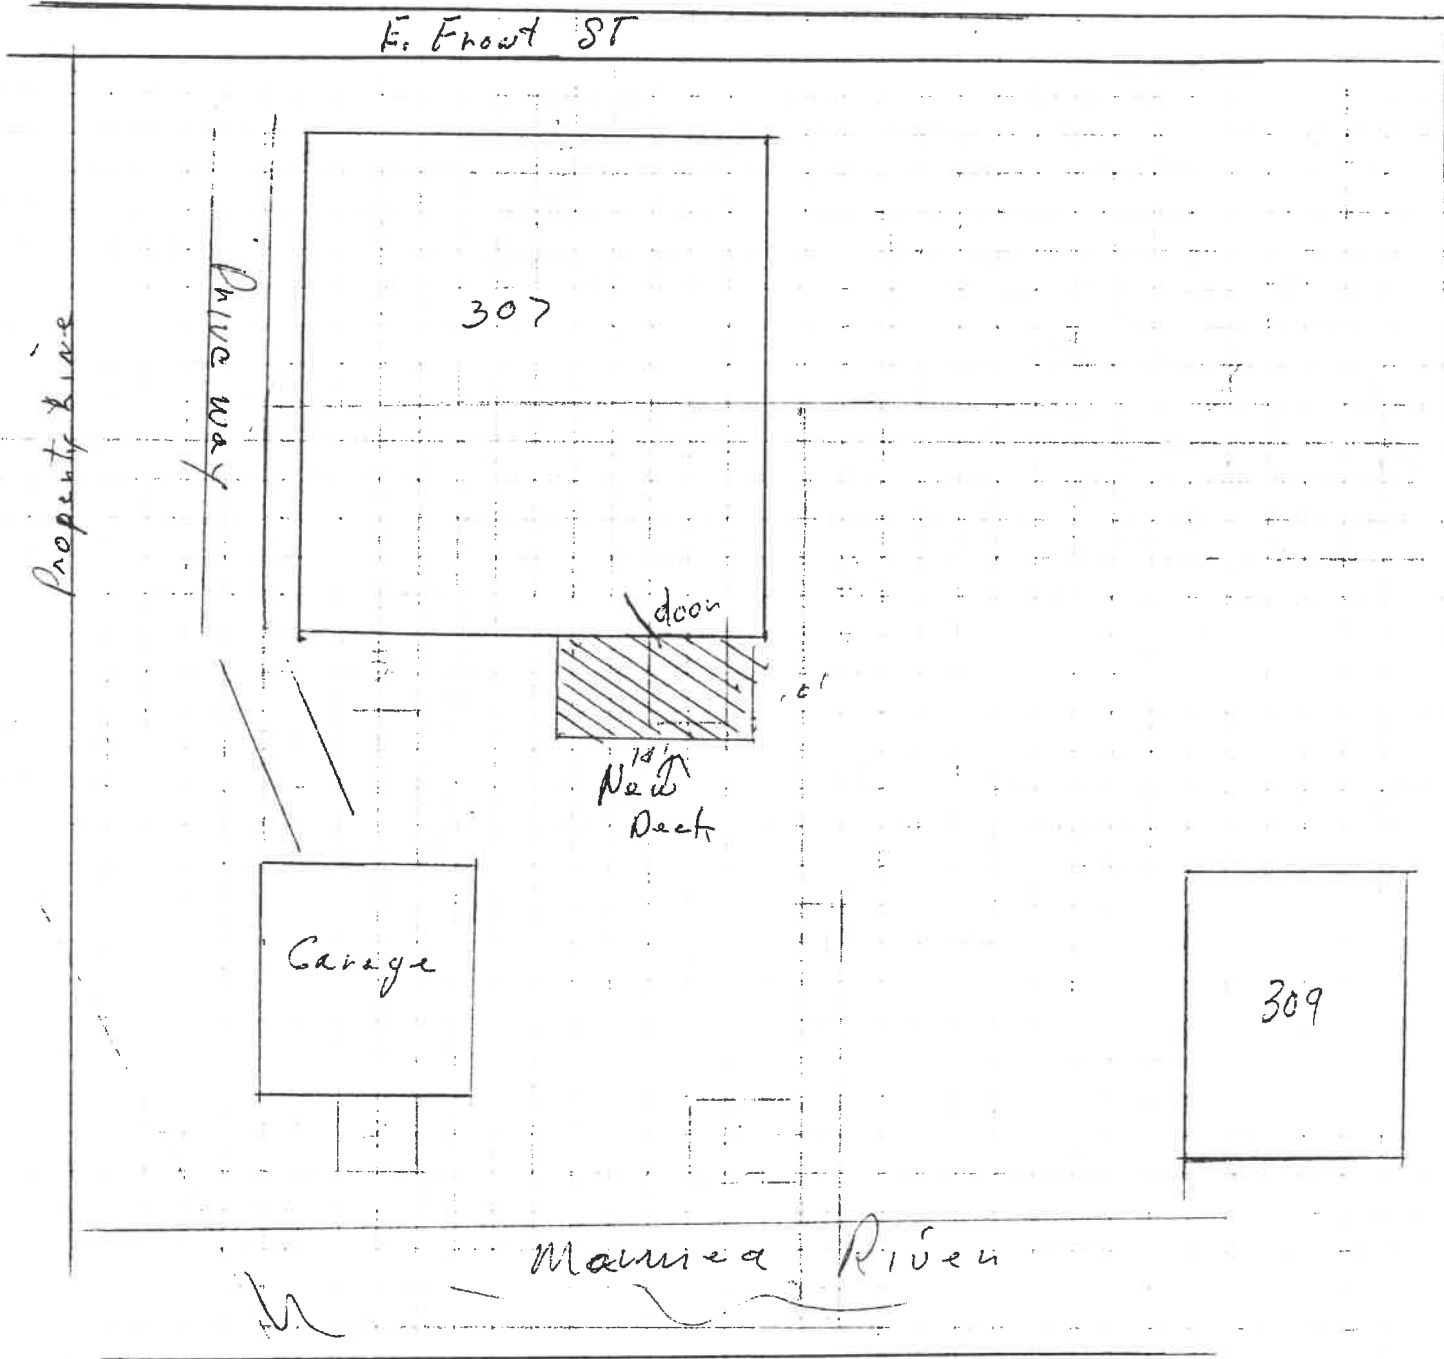 E. Front ST
Property Line
Drive way
307
door
18'
New
Deck
Garage
309
Maumee River